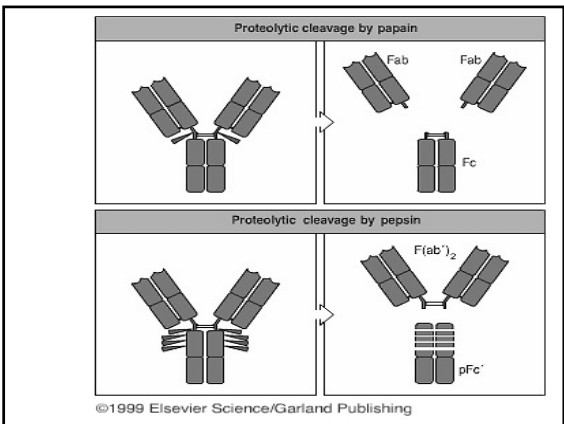 Proteolytic cleavage by papain
Fab Fab
Fc
Proteolytic cleavage by pepsin
F(ab´)₂
pFc´
©1999 Elsevier Science/Garland Publishing